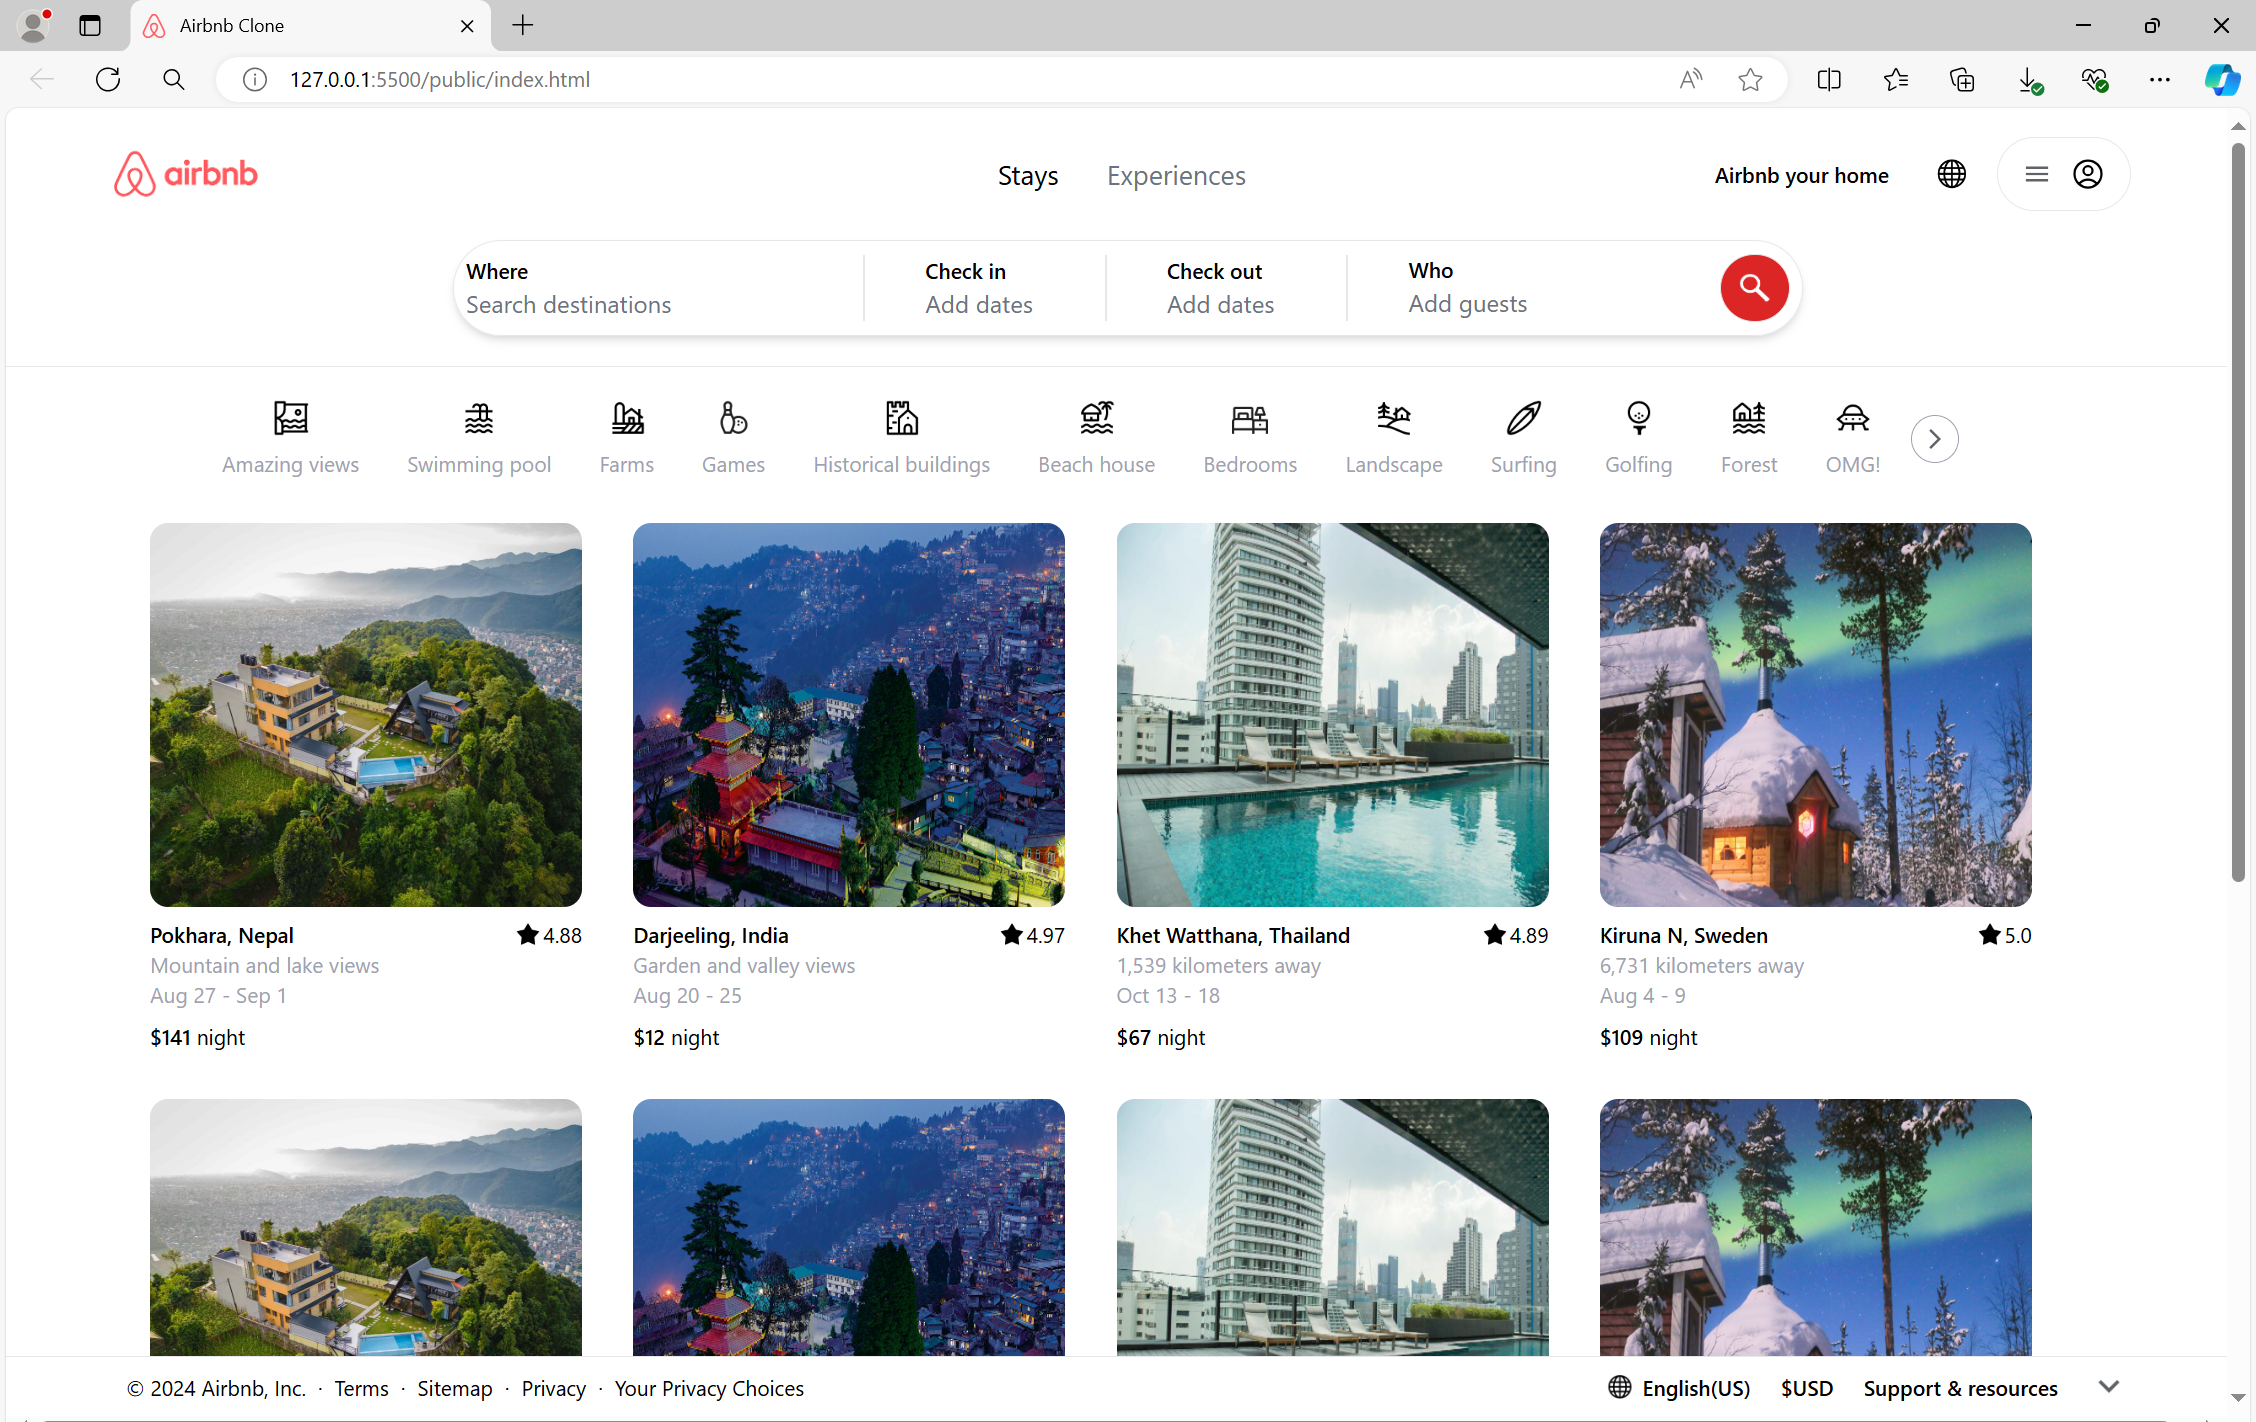 Airbnb Clone
127.0.0.1:5500/public/index.html
airbnb
Stays Experiences
Airbnb your home
Where Check in Check out Who
Search destinations Add dates Add dates Add guests
Amazing views Swimming pool Farms Games Historical buildings Beach house Bedrooms Landscape Surfing Golfing Forest OMG!
Pokhara, Nepal 4.88 Darjeeling, India 4.97 Khet Watthana, Thailand 4.89 Kiruna N, Sweden 5.0
Mountain and lake views Garden and valley views 1,539 kilometers away 6,731 kilometers away
Aug 27 - Sep 1 Aug 20 - 25 Oct 13 - 18 Aug 4 - 9
$141 night $12 night $67 night $109 night
© 2024 Airbnb, Inc. · Terms · Sitemap · Privacy · Your Privacy Choices English(US) $USD Support & resources